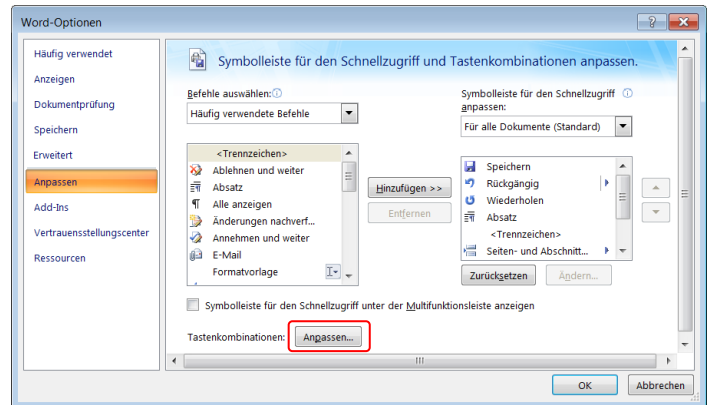 Word-Optionen
Häufig verwendet
Anzeigen
Dokumentprüfung
Speichern
Erweitert
Anpassen
Add-Ins
Vertrauensstellungscenter
Ressourcen
Symbolleiste für den Schnellzugriff und Tastenkombinationen anpassen.
Befehle auswählen:
Häufig verwendete Befehle
<Trennzeichen>
Ablehnen und weiter
Absatz
Alle anzeigen
Änderungen nachverf...
Annehmen und weiter
E-Mail
Formatvorlage
Hinzufügen >>
Entfernen
Symbolleiste für den Schnellzugriff
anpassen:
Für alle Dokumente (Standard)
Speichern
Rückgängig
Wiederholen
Absatz
<Trennzeichen>
Seiten- und Abschnitt...
Zurücksetzen
Ändern...
Symbolleiste für den Schnellzugriff unter der Multifunktionsleiste anzeigen
Tastenkombinationen:
Anpassen...
OK
Abbrechen